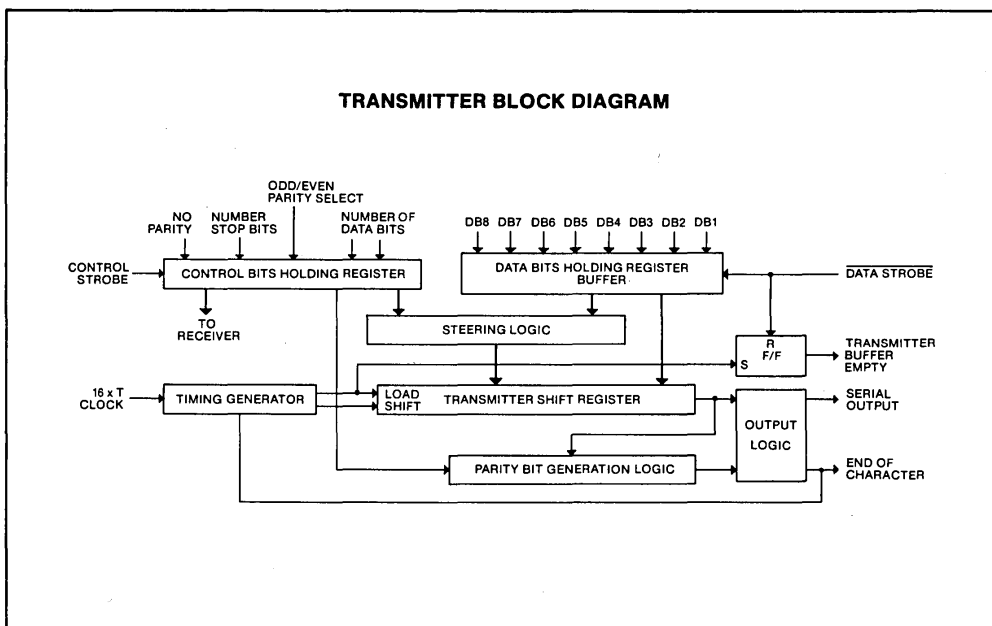 TRANSMITTER BLOCK DIAGRAM
NO
PARITY
NUMBER
STOP BITS
ODD/EVEN
PARITY SELECT
NUMBER OF
DATA BITS
DB8 DB7 DB6 DB5 DB4 DB3 DB2 DB1
CONTROL
STROBE
CONTROL BITS HOLDING REGISTER
DATA BITS HOLDING REGISTER
BUFFER
DATA STROBE
TO
RECEIVER
STEERING LOGIC
R
F/F
S
TRANSMITTER
BUFFER
EMPTY
16 x T
CLOCK
TIMING GENERATOR
LOAD
SHIFT
TRANSMITTER SHIFT REGISTER
OUTPUT
LOGIC
SERIAL
OUTPUT
PARITY BIT GENERATION LOGIC
END OF
CHARACTER